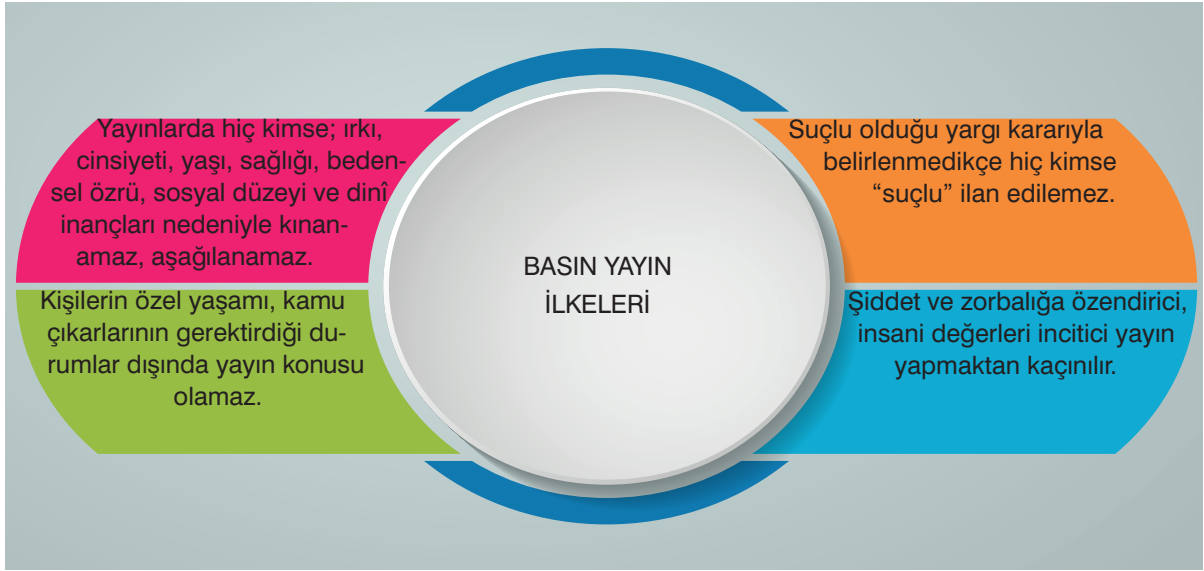 Yayınlarda hiç kimse; ırkı,
cinsiyeti, yaşı, sağlığı, beden-
sel özrü, sosyal düzeyi ve dinî
inançları nedeniyle kınan-
amaz, aşağılanamaz.
Kişilerin özel yaşamı, kamu
çıkarlarının gerektirdiği du-
rumlar dışında yayın konusu
olamaz.
BASIN YAYIN
İLKELERİ
Suçlu olduğu yargı kararıyla
belirlenmedikçe hiç kimse
“suçlu” ilan edilemez.
Şiddet ve zorbalığa özendirici,
insani değerleri incitici yayın
yapmaktan kaçınılır.